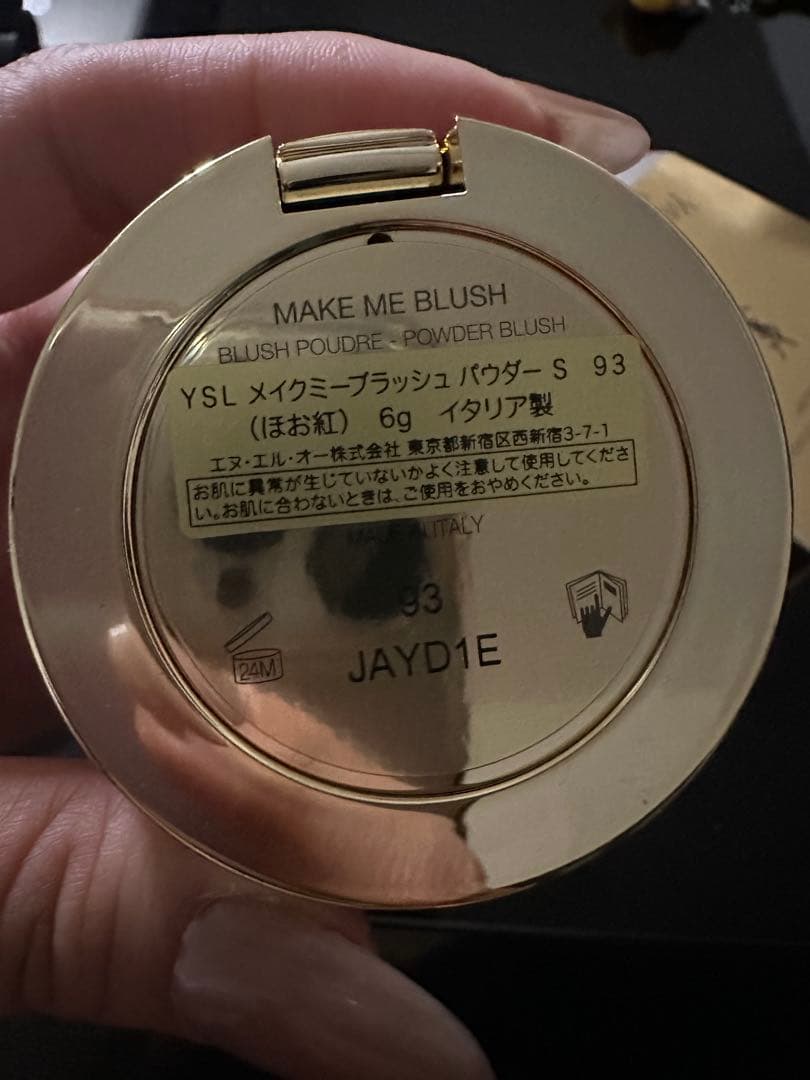 MAKE ME BLUSH
BLUSH POUDRE - POWDER BLUSH
YSL メイクミーブラッシュ パウダー S 93
(ほお紅) 6g イタリア製
エヌ・エル・オー株式会社 東京都新宿区西新宿3-7-1
お肌に異常が生じていないかよく注意して使用してくださ
い。お肌に合わないときは、ご使用をおやめください。
MADE IN ITALY
93
24M
JAYD1E